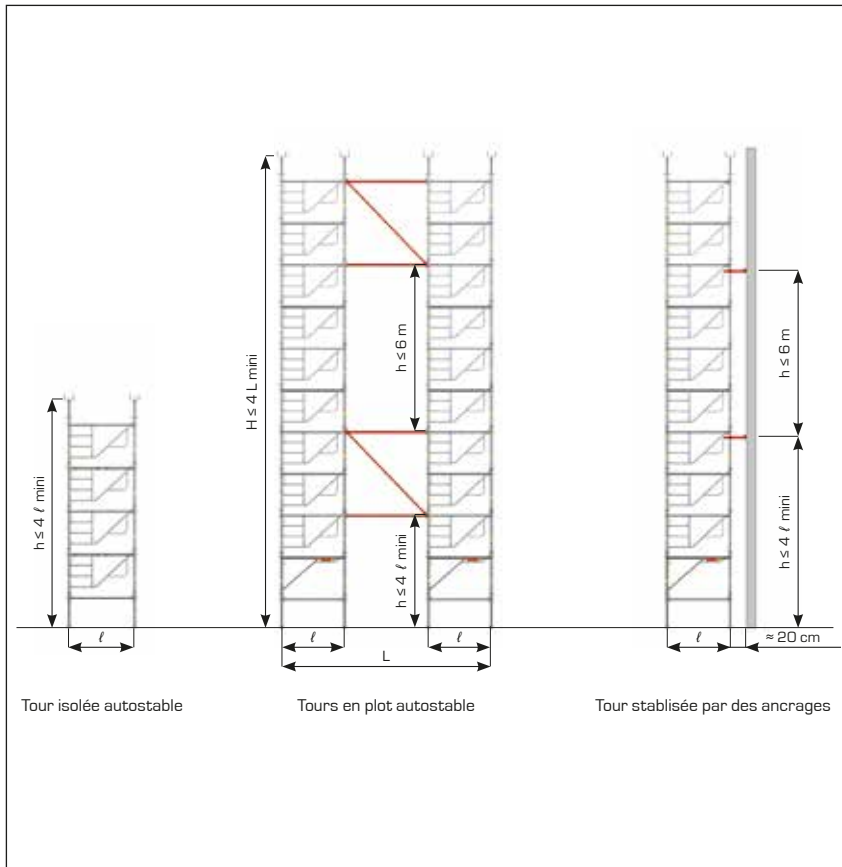 H ≤ 4 L mini
h ≤ 6 m
h ≤ 6 m
h ≤ 4 ℓ mini
h ≤ 4 ℓ mini
h ≤ 4 ℓ mini
ℓ
ℓ
ℓ
ℓ
≈ 20 cm
L
Tour isolée autostable
Tours en plot autostable
Tour stablisée par des ancrages